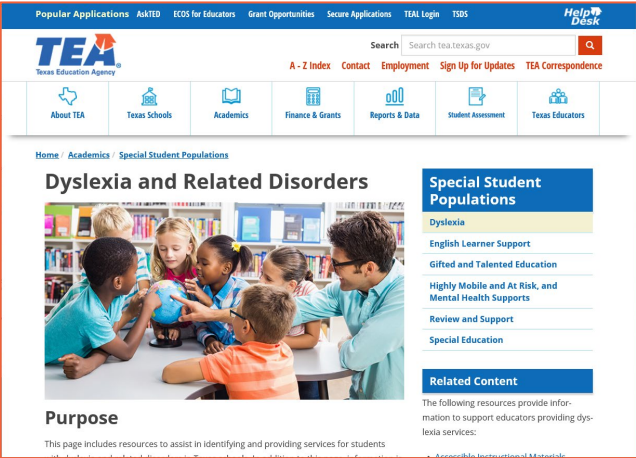 Popular Applications AskTED ECOS for Educators Grant Opportunities Secure Applications TEAL Login TSDS
Help Desk
TEA
Texas Education Agency
Search Search tea.texas.gov
A - Z Index Contact Employment Sign Up for Updates TEA Correspondence
About TEA Texas Schools Academics Finance & Grants Reports & Data Student Assessment Texas Educators
Home / Academics / Special Student Populations
Dyslexia and Related Disorders
Purpose
This page includes resources to assist in identifying and providing services for students
Special Student
Populations
Dyslexia
English Learner Support
Gifted and Talented Education
Highly Mobile and At Risk, and
Mental Health Supports
Review and Support
Special Education
Related Content
The following resources provide infor-
mation to support educators providing dys-
lexia services:
Accessible Instructional Materials